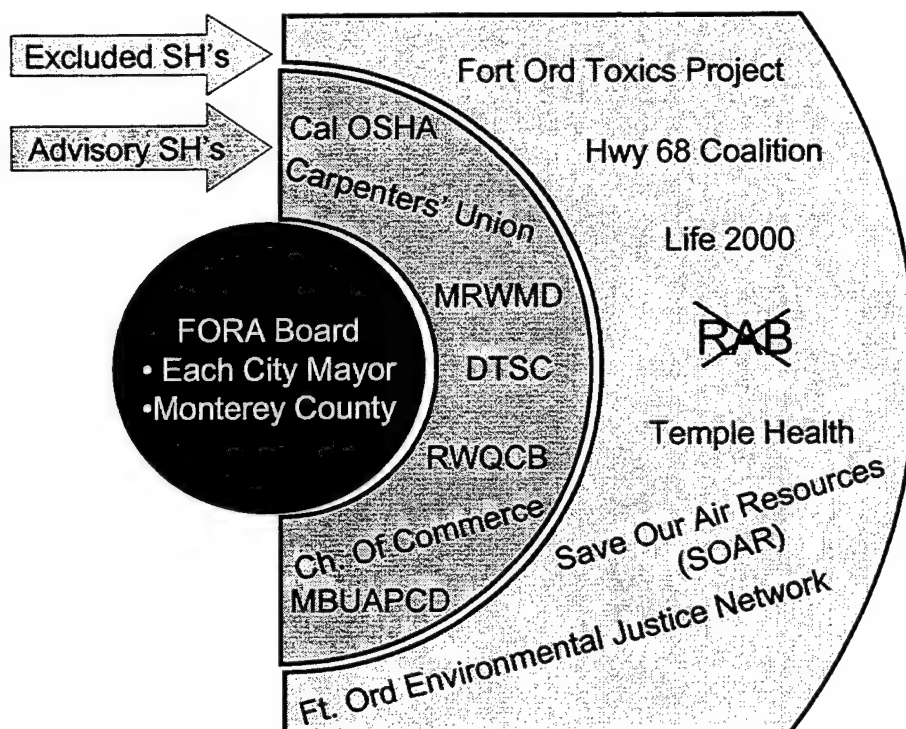 Excluded SH's
Advisory SH's
Fort Ord Toxics Project
Hwy 68 Coalition
Life 2000
RAB
Temple Health
Save Our Air Resources
(SOAR)
Ft. Ord Environmental Justice Network
Cal OSHA
Carpenters' Union
MRWMD
DTSC
RWQCB
Ch. Of Commerce
MBUAPCD
FORA Board
• Each City Mayor
•Monterey County